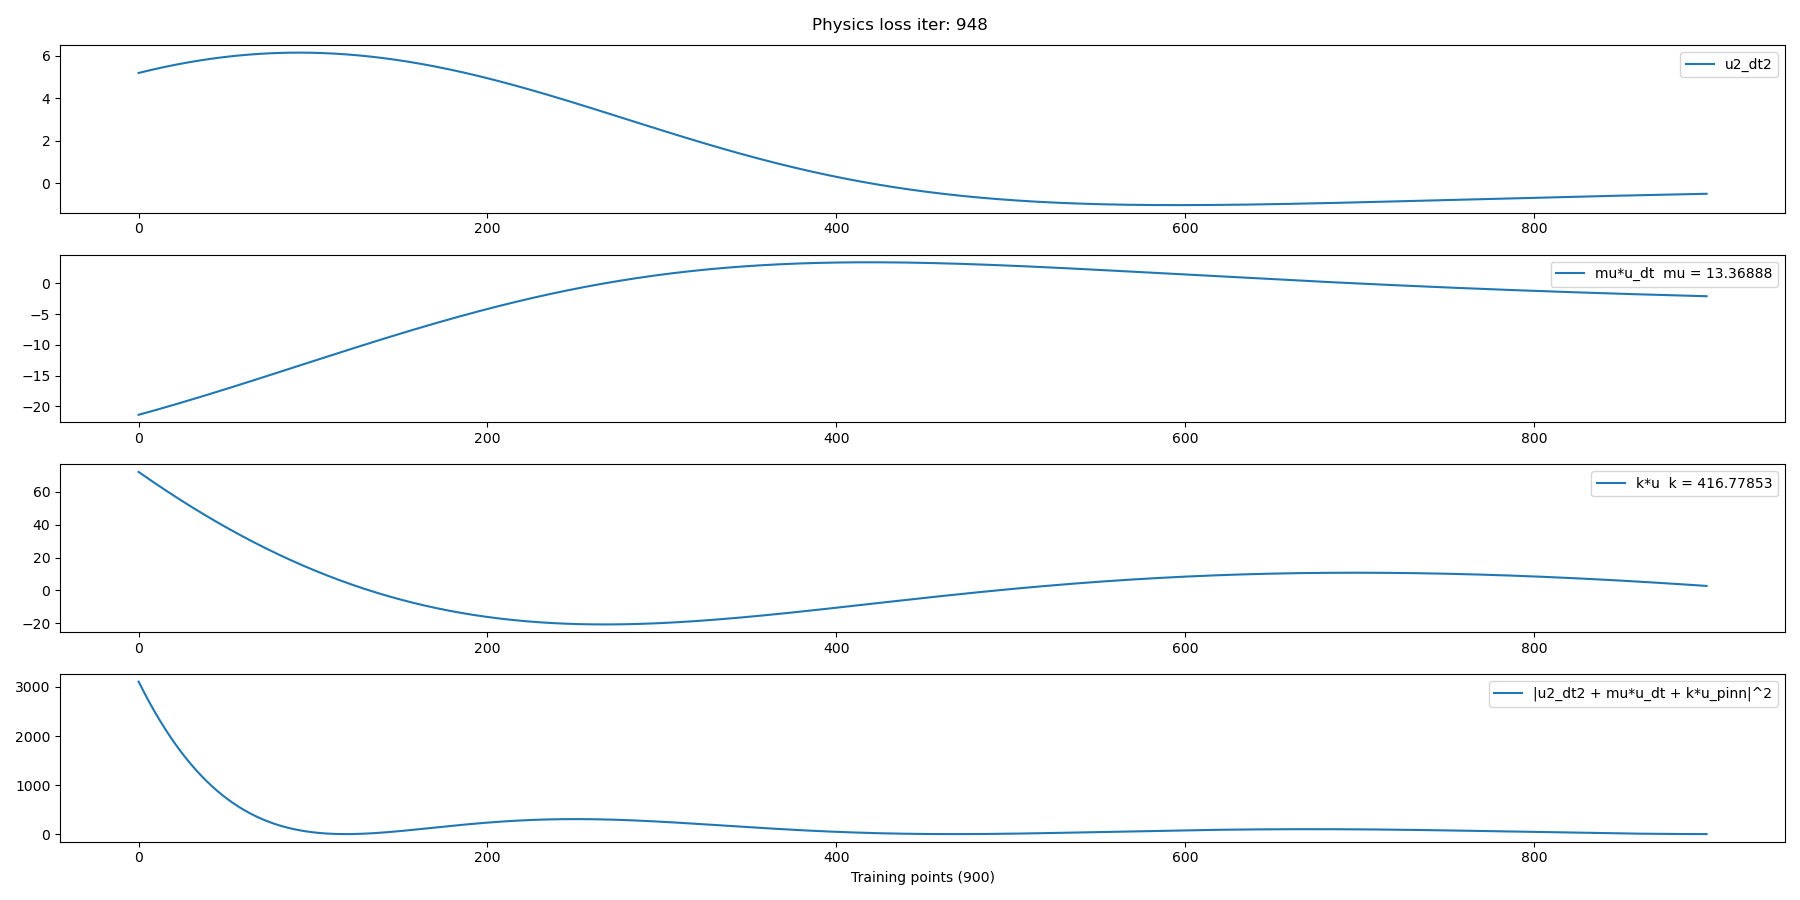 Physics loss iter: 948
6
4
2
0
u2_dt2
0 200 400 600 800
0
−5
−10
−15
−20
mu*u_dt  mu = 13.36888
0 200 400 600 800
60
40
20
0
−20
k*u  k = 416.77853
0 200 400 600 800
3000
2000
1000
0
|u2_dt2 + mu*u_dt + k*u_pinn|^2
0 200 400 600 800
Training points (900)